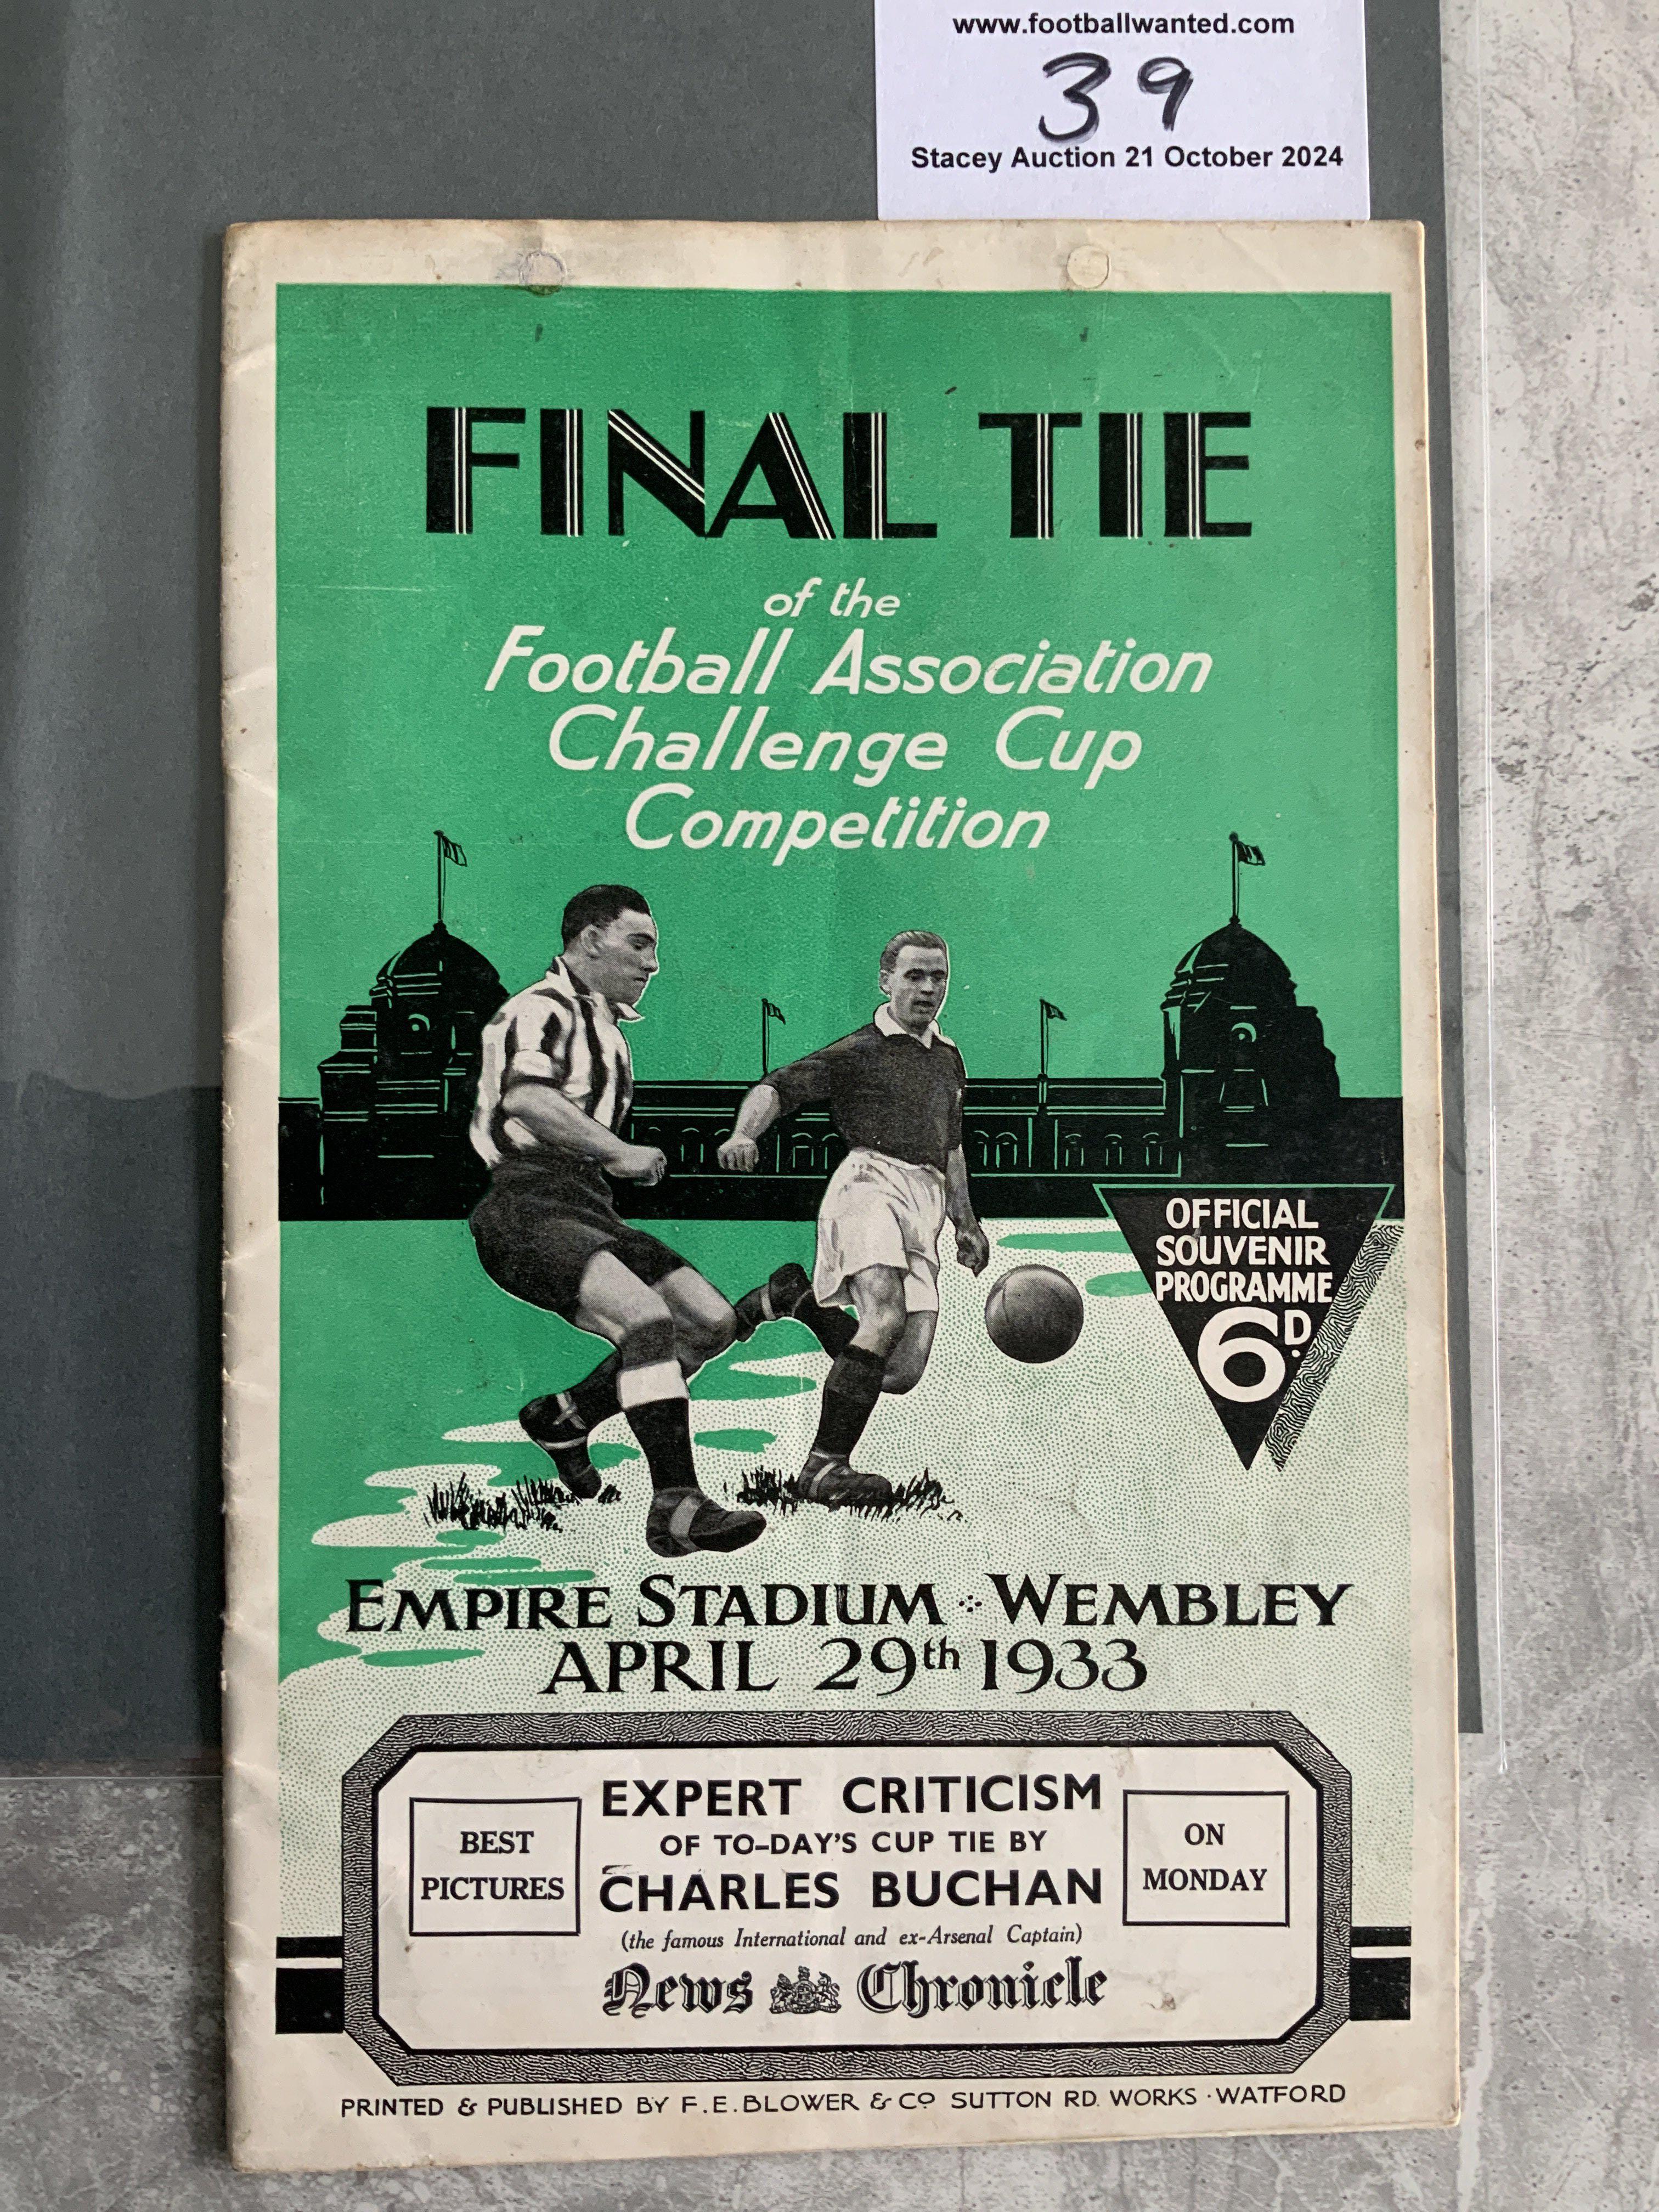 www.footballwanted.com
39
Stacey Auction 21 October 2024
FINAL TIE
of the
Football Association
Challenge Cup
Competition
OFFICIAL
SOUVENIR
PROGRAMME
6D.
EMPIRE STADIUM · WEMBLEY
APRIL 29th 1933
BEST
PICTURES
EXPERT CRITICISM
OF TO-DAY'S CUP TIE BY
CHARLES BUCHAN
(the famous International and ex-Arsenal Captain)
News Chronicle
ON
MONDAY
PRINTED & PUBLISHED BY F.E. BLOWER & CO SUTTON RD. WORKS · WATFORD